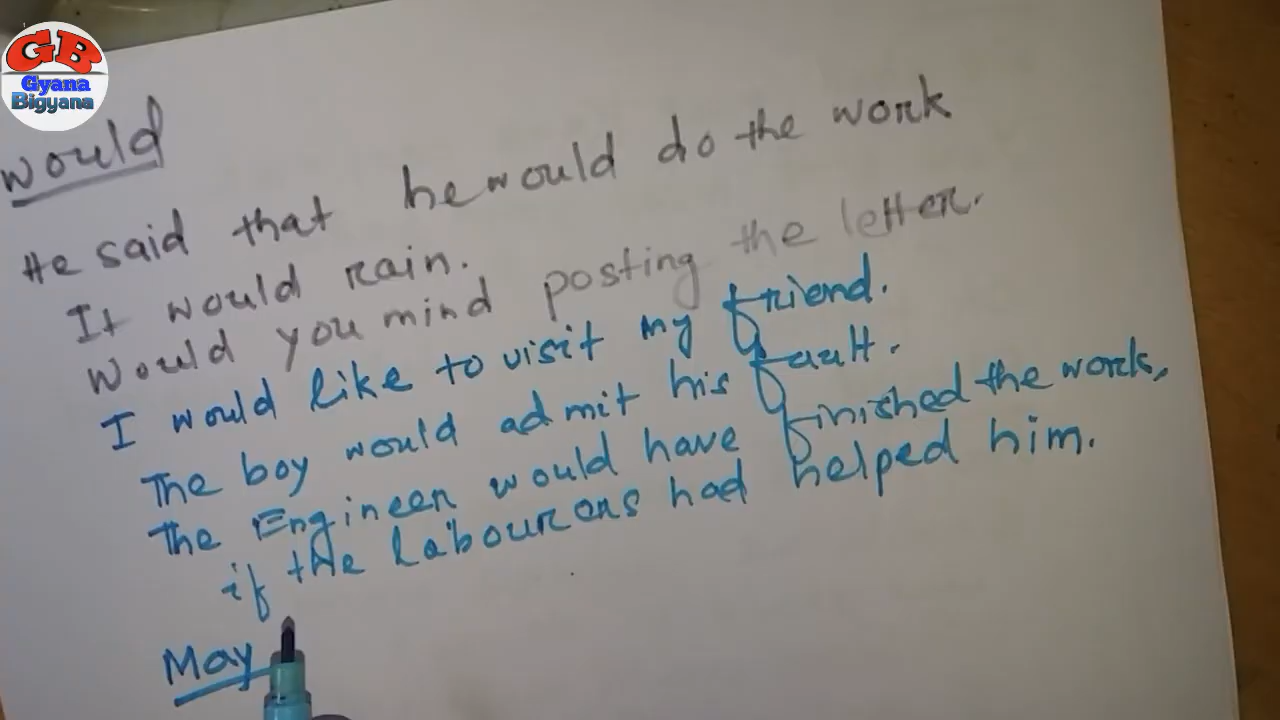 GB
Gyana
Bigyana
would
He said that he would do the work
It would rain.
Would you mind posting the letter.
I would like to visit my friend.
The boy would admit his fault.
The Engineer would have finished the work,
if the labourers had helped him.
May